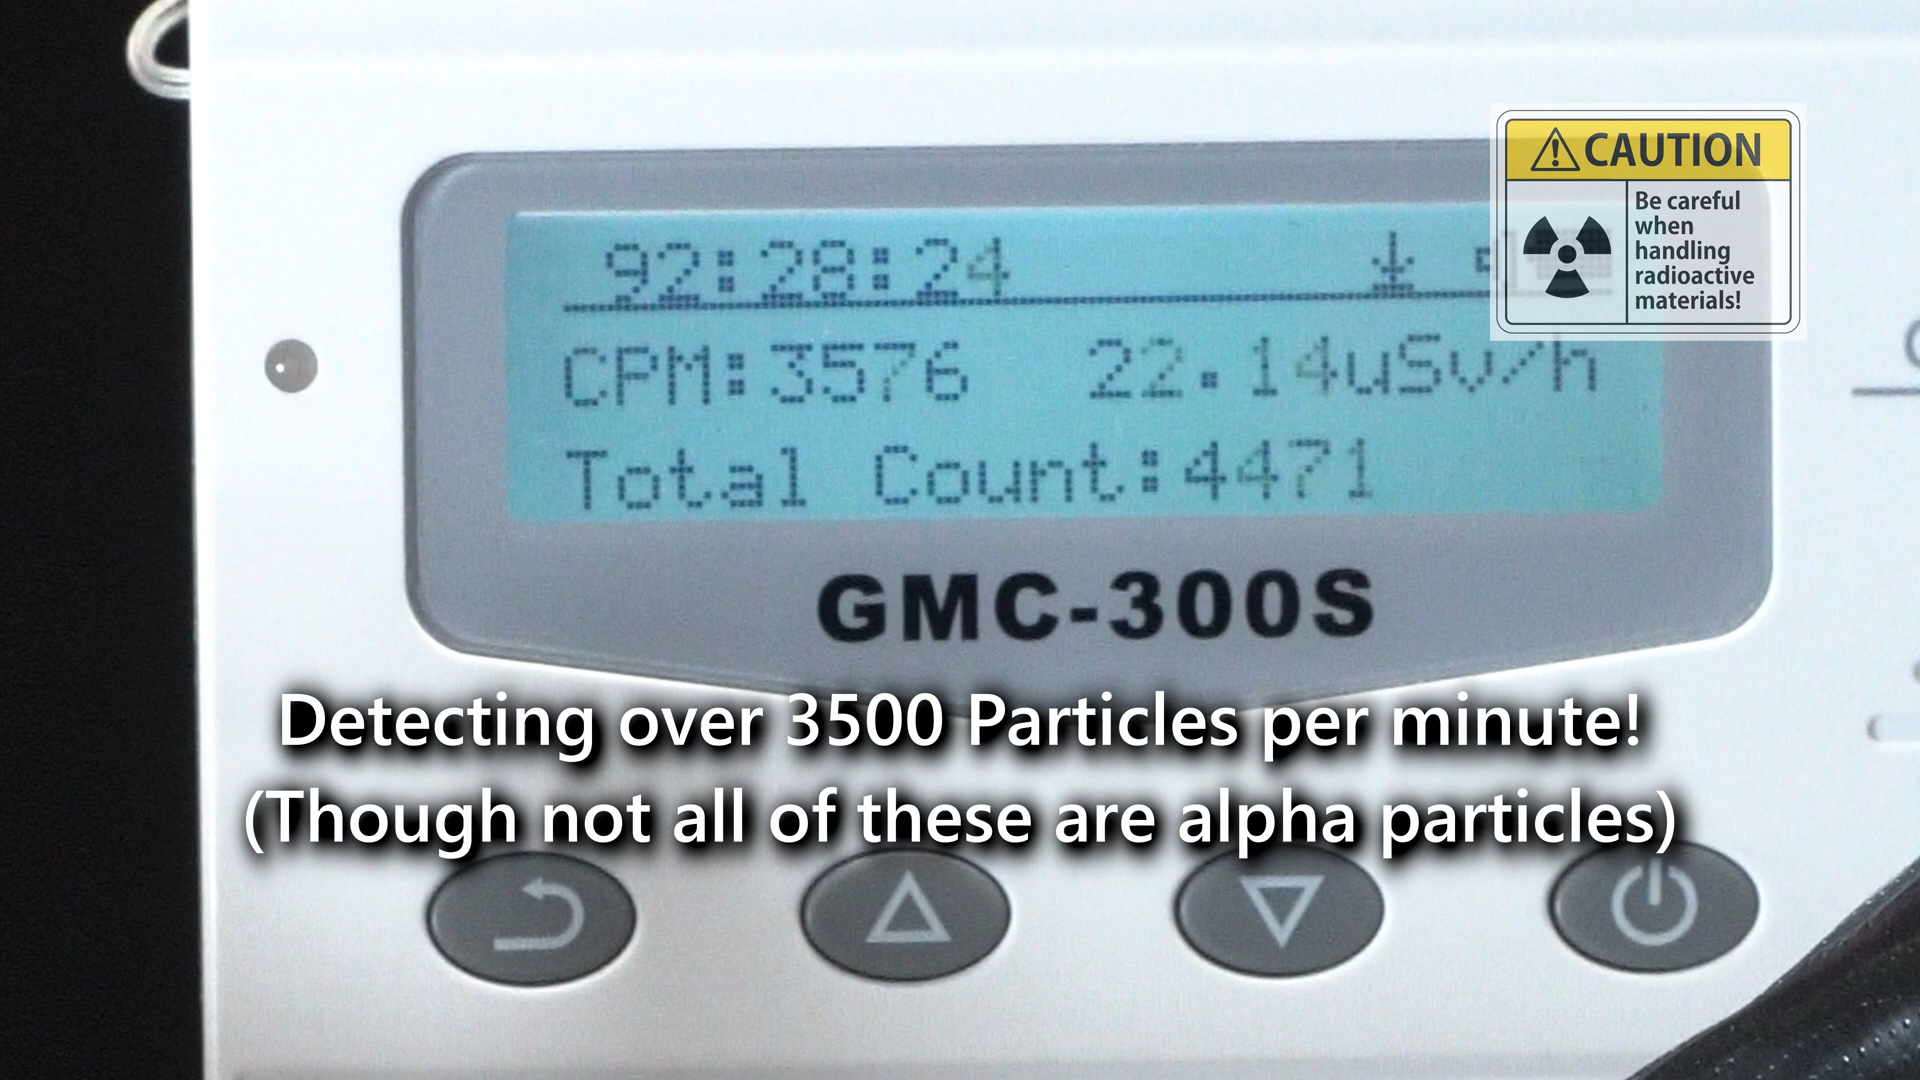 CAUTION
Be careful
when
handling
radioactive
materials!
92:28:24
CPM:3576 22.14uSv/h
Total Count:4471
GMC-300S
Detecting over 3500 Particles per minute!
(Though not all of these are alpha particles)